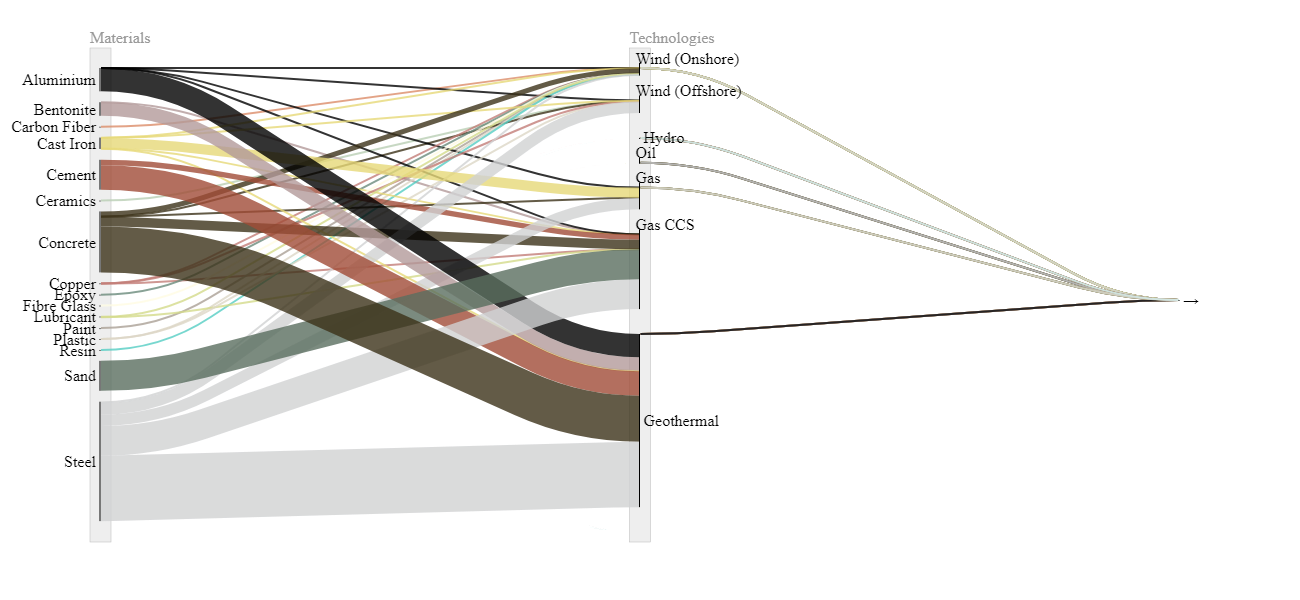 Materials
Technologies
Aluminium
Bentonite
Carbon Fiber
Cast Iron
Cement
Ceramics
Concrete
Copper
Epoxy
Fibre Glass
Lubricant
Paint
Plastic
Resin
Sand
Steel
Wind (Onshore)
Wind (Offshore)
Hydro
Oil
Gas
Gas CCS
Geothermal
→